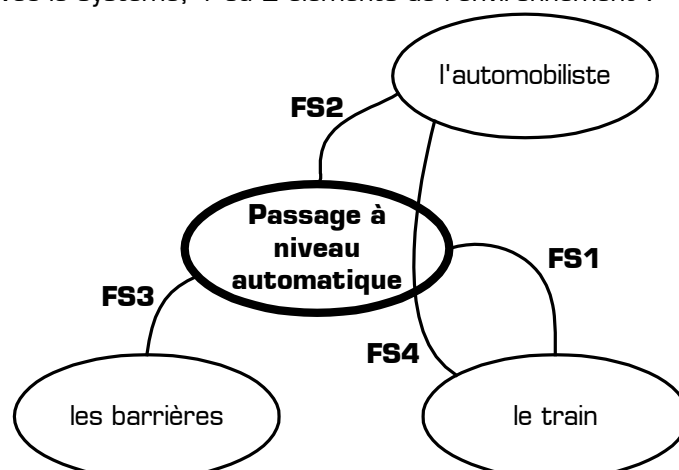 l'automobiliste
FS2
Passage à
niveau
automatique
FS1
FS3
FS4
les barrières
le train